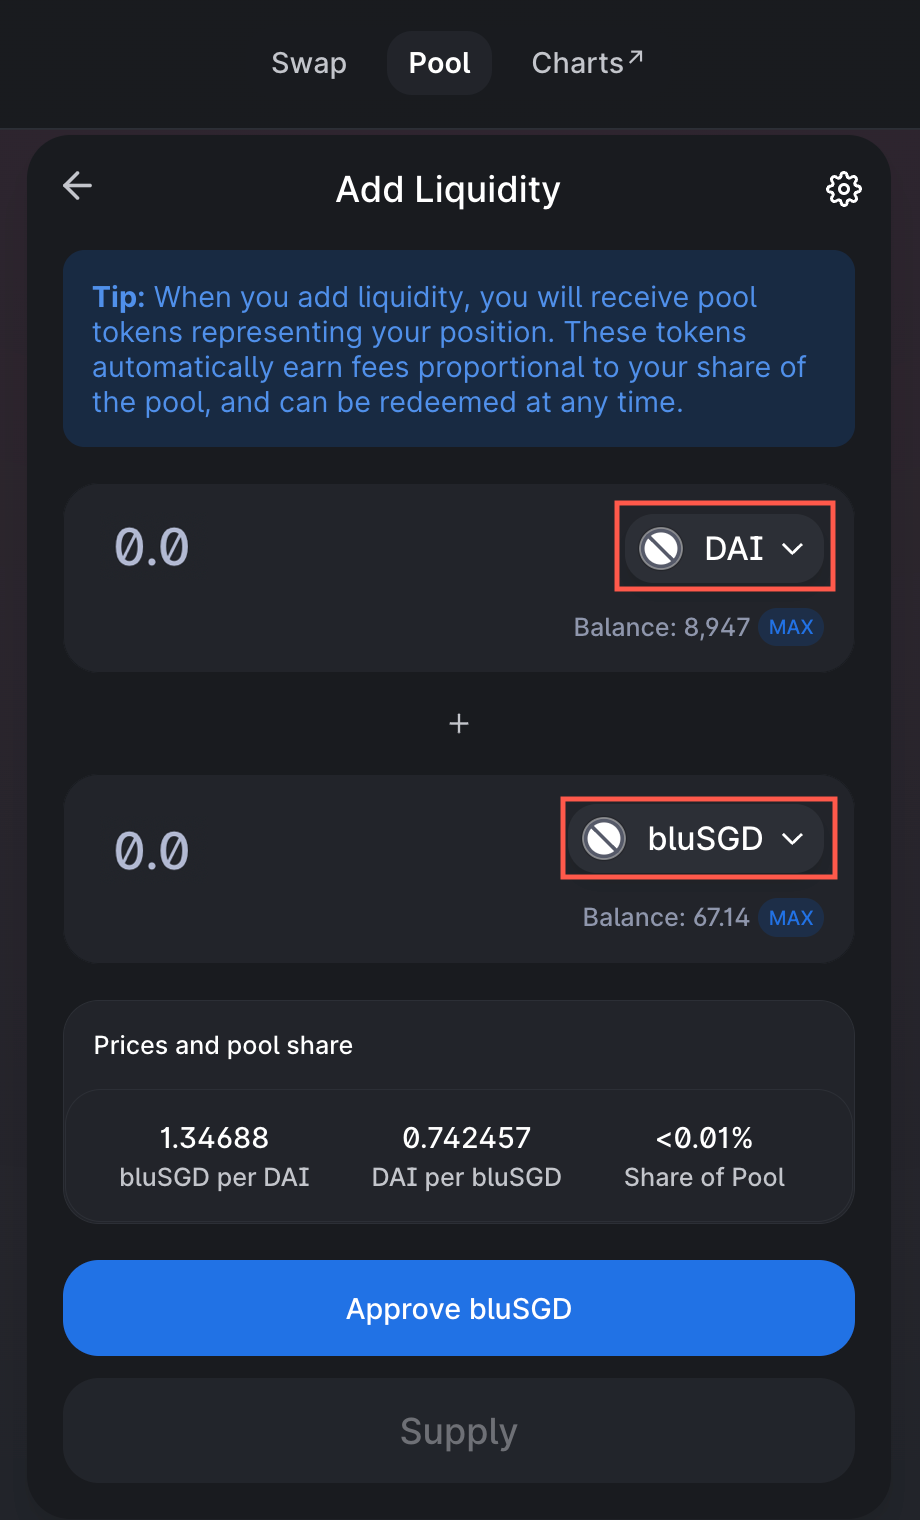 Swap Pool Charts↗
Add Liquidity
Tip: When you add liquidity, you will receive pool
tokens representing your position. These tokens
automatically earn fees proportional to your share of
the pool, and can be redeemed at any time.
0.0 DAI
Balance: 8,947 MAX
+
0.0 bluSGD
Balance: 67.14 MAX
Prices and pool share
1.34688 0.742457 <0.01%
bluSGD per DAI DAI per bluSGD Share of Pool
Approve bluSGD
Supply